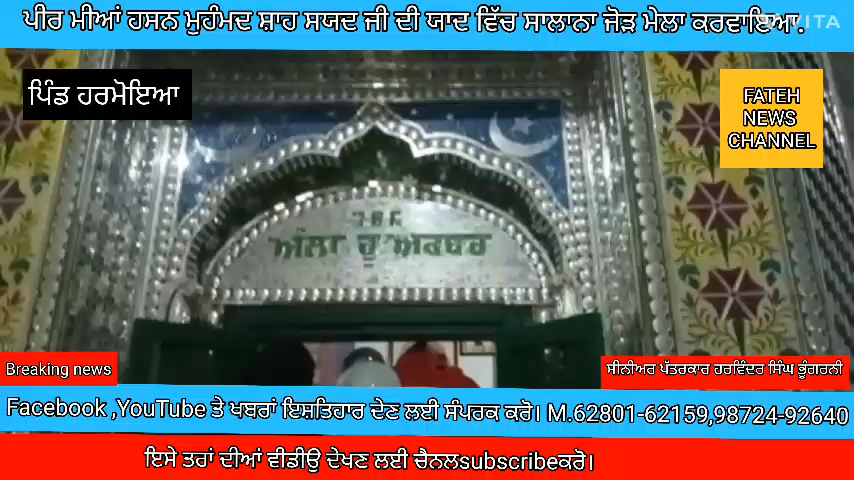 ਪੀਰ ਮੀਆਂ ਹਸਨ ਮੁਹੰਮਦ ਸ਼ਾਹ ਸਯਦ ਜੀ ਦੀ ਯਾਦ ਵਿੱਚ ਸਾਲਾਨਾ ਜੋੜ ਮੇਲਾ ਕਰਵਾਇਆ.
ਪਿੰਡ ਹਰਮੋਇਆ
FATEH
NEWS
CHANNEL
786
ਅੱਲਾ ਹੂ ਅਕਬਰ
Breaking news
ਸੀਨੀਅਰ ਪੱਤਰਕਾਰ ਹਰਵਿੰਦਰ ਸਿੰਘ ਭੂੰਗਰਨੀ
Facebook ,YouTube ਤੇ ਖਬਰਾਂ ਇਸ਼ਤਿਹਾਰ ਦੇਣ ਲਈ ਸੰਪਰਕ ਕਰੋ। M.62801-62159,98724-92640
ਇਸੇ ਤਰਾਂ ਦੀਆਂ ਵੀਡੀਉ ਦੇਖਣ ਲਈ ਚੈਨਲsubscribeਕਰੋ।